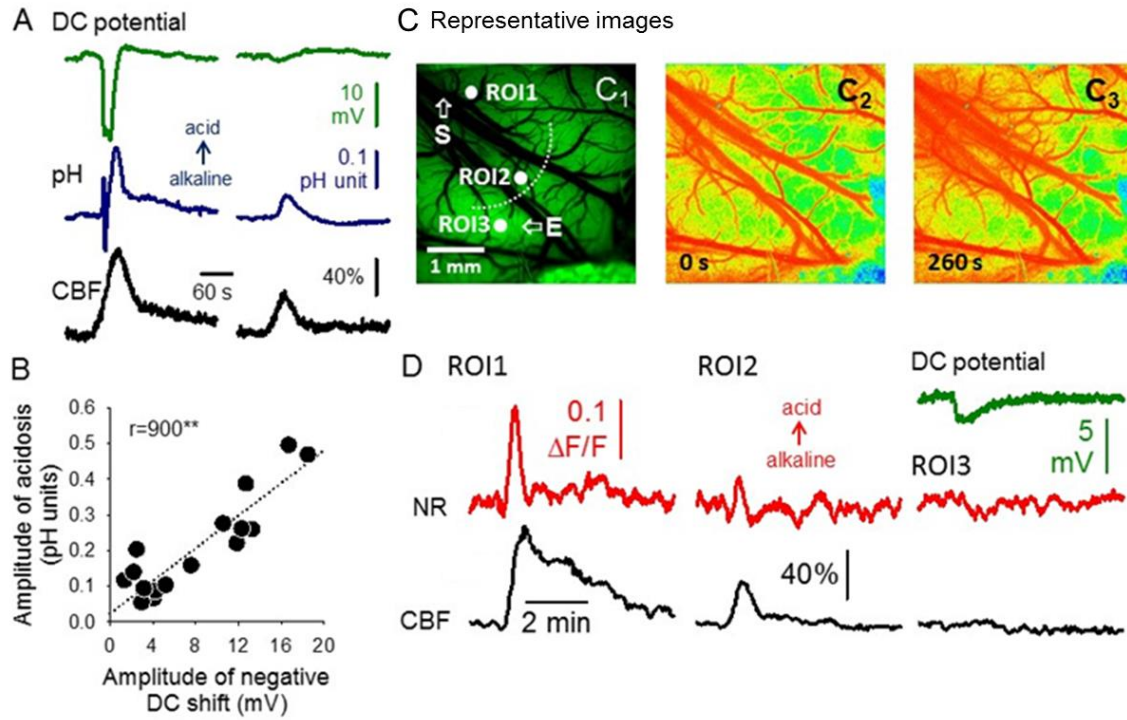 A DC potential
10
mV
acid
alkaline
pH
0.1
pH unit
CBF
60 s
40%
B
r=900**
Amplitude of acidosis
(pH units)
0.6
0.5
0.4
0.3
0.2
0.1
0.0
0 4 8 12 16 20
Amplitude of negative
DC shift (mV)
C Representative images
C1
ROI1
S
ROI2
ROI3
E
1 mm
C2
0 s
C3
260 s
D ROI1
0.1
ΔF/F
NR
CBF
2 min
ROI2
acid
alkaline
40%
DC potential
5
mV
ROI3